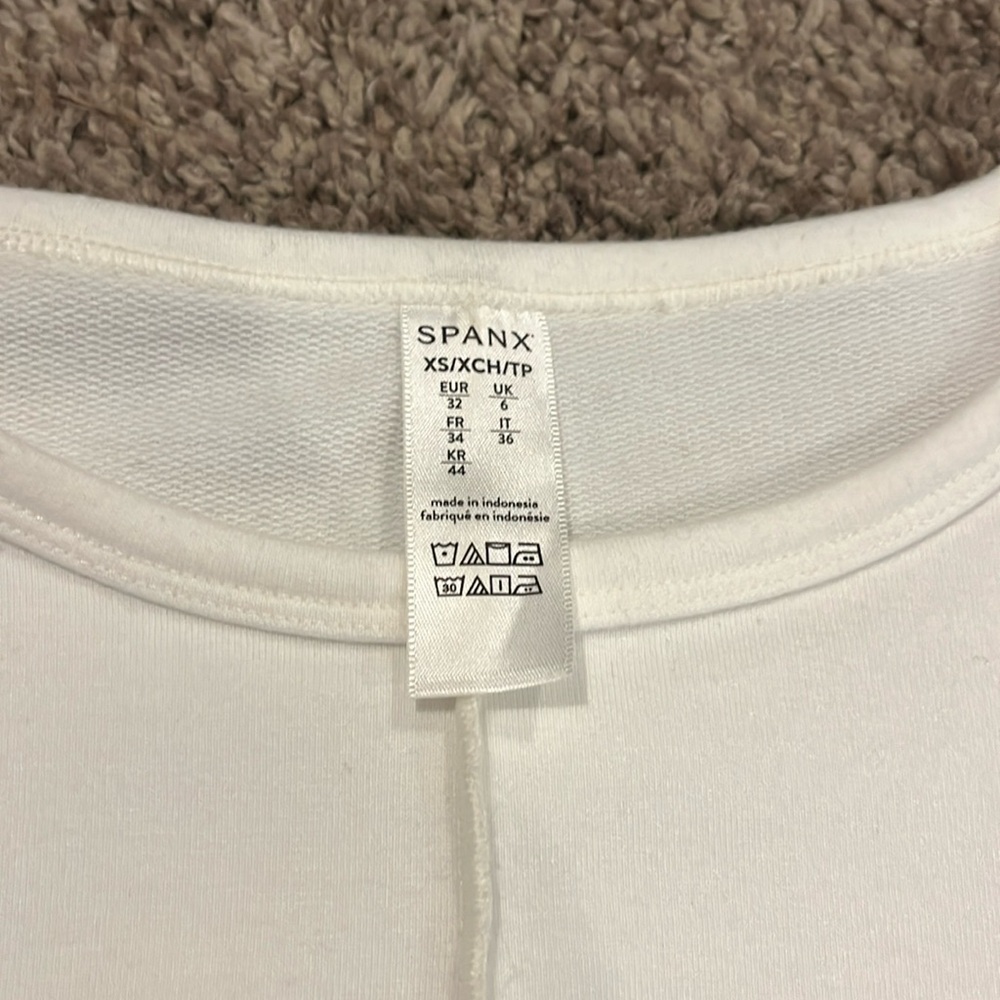 SPANX
XS/XCH/TP
EUR UK
32 6
FR IT
34 36
KR
44
made in indonesia
fabriqué en indonésie
30